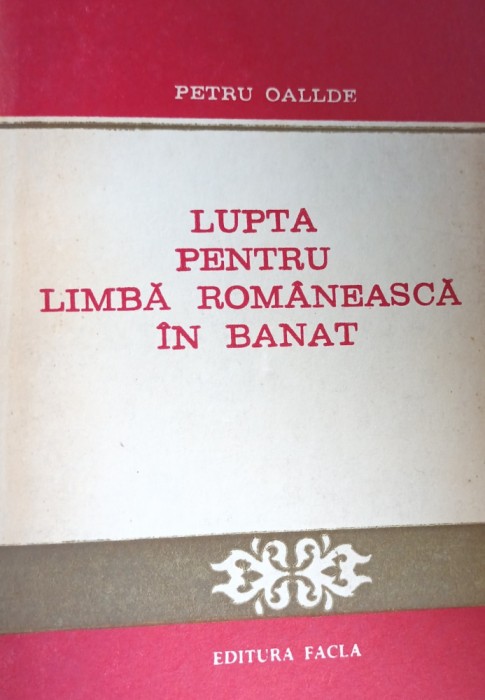 PETRU OALLDE
LUPTA
PENTRU
LIMBĂ ROMÂNEASCĂ
ÎN BANAT
EDITURA FACLA